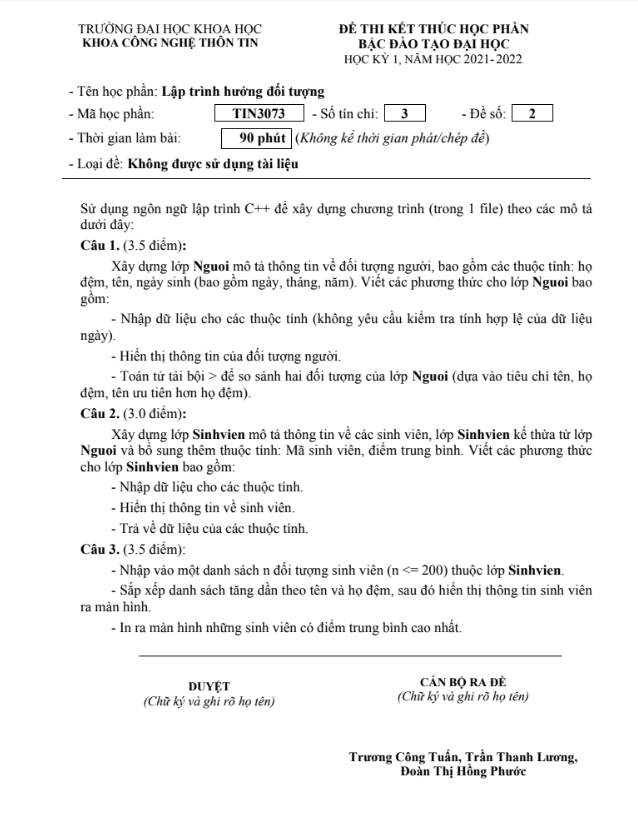 TRƯỜNG ĐẠI HỌC KHOA HỌC
KHOA CÔNG NGHỆ THÔN TIN
ĐỀ THI KẾT THÚC HỌC PHẦN
BẬC ĐÀO TẠO ĐẠI HỌC
HỌC KỲ 1, NĂM HỌC 2021-2022
- Tên học phần: Lập trình hướng đối tượng
- Mã học phần: TIN3073 - Số tín chỉ: 3 - Đề số: 2
- Thời gian làm bài: 90 phút (Không kể thời gian phát/chép đề)
- Loại đề: Không được sử dụng tài liệu
Sử dụng ngôn ngữ lập trình C++ để xây dựng chương trình (trong 1 file) theo các mô tả
dưới đây:
Câu 1. (3.5 điểm):
Xây dựng lớp Nguoi mô tả thông tin về đối tượng người, bao gồm các thuộc tính: họ
đệm, tên, ngày sinh (bao gồm ngày, tháng, năm). Viết các phương thức cho lớp Nguoi bao
gồm:
- Nhập dữ liệu cho các thuộc tính (không yêu cầu kiểm tra tính hợp lệ của dữ liệu
ngày).
- Hiển thị thông tin của đối tượng người.
- Toán tử tải bội > để so sánh hai đối tượng của lớp Nguoi (dựa vào tiêu chí tên, họ
đệm, tên ưu tiên hơn họ đệm).
Câu 2. (3.0 điểm):
Xây dựng lớp Sinhvien mô tả thông tin về các sinh viên, lớp Sinhvien kế thừa từ lớp
Nguoi và bổ sung thêm thuộc tính: Mã sinh viên, điểm trung bình. Viết các phương thức
cho lớp Sinhvien bao gồm:
- Nhập dữ liệu cho các thuộc tính.
- Hiển thị thông tin về sinh viên.
- Trả về dữ liệu của các thuộc tính.
Câu 3. (3.5 điểm):
- Nhập vào một danh sách n đối tượng sinh viên (n <= 200) thuộc lớp Sinhvien.
- Sắp xếp danh sách tăng dần theo tên và họ đệm, sau đó hiển thị thông tin sinh viên
ra màn hình.
- In ra màn hình những sinh viên có điểm trung bình cao nhất.
DUYỆT
(Chữ ký và ghi rõ họ tên)
CÁN BỘ RA ĐỀ
(Chữ ký và ghi rõ họ tên)
Trương Công Tuấn, Trần Thanh Lương,
Đoàn Thị Hồng Phước